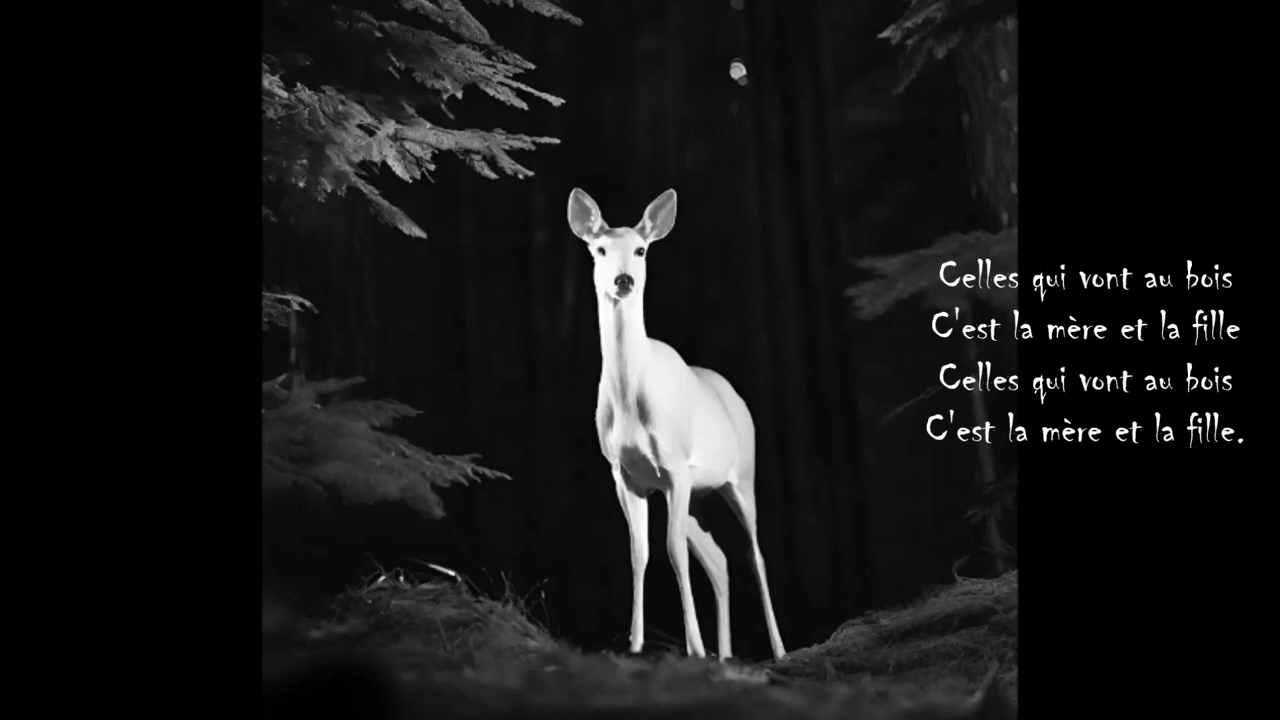 Celles qui vont au bois
C'est la mère et la fille
Celles qui vont au bois
C'est la mère et la fille.